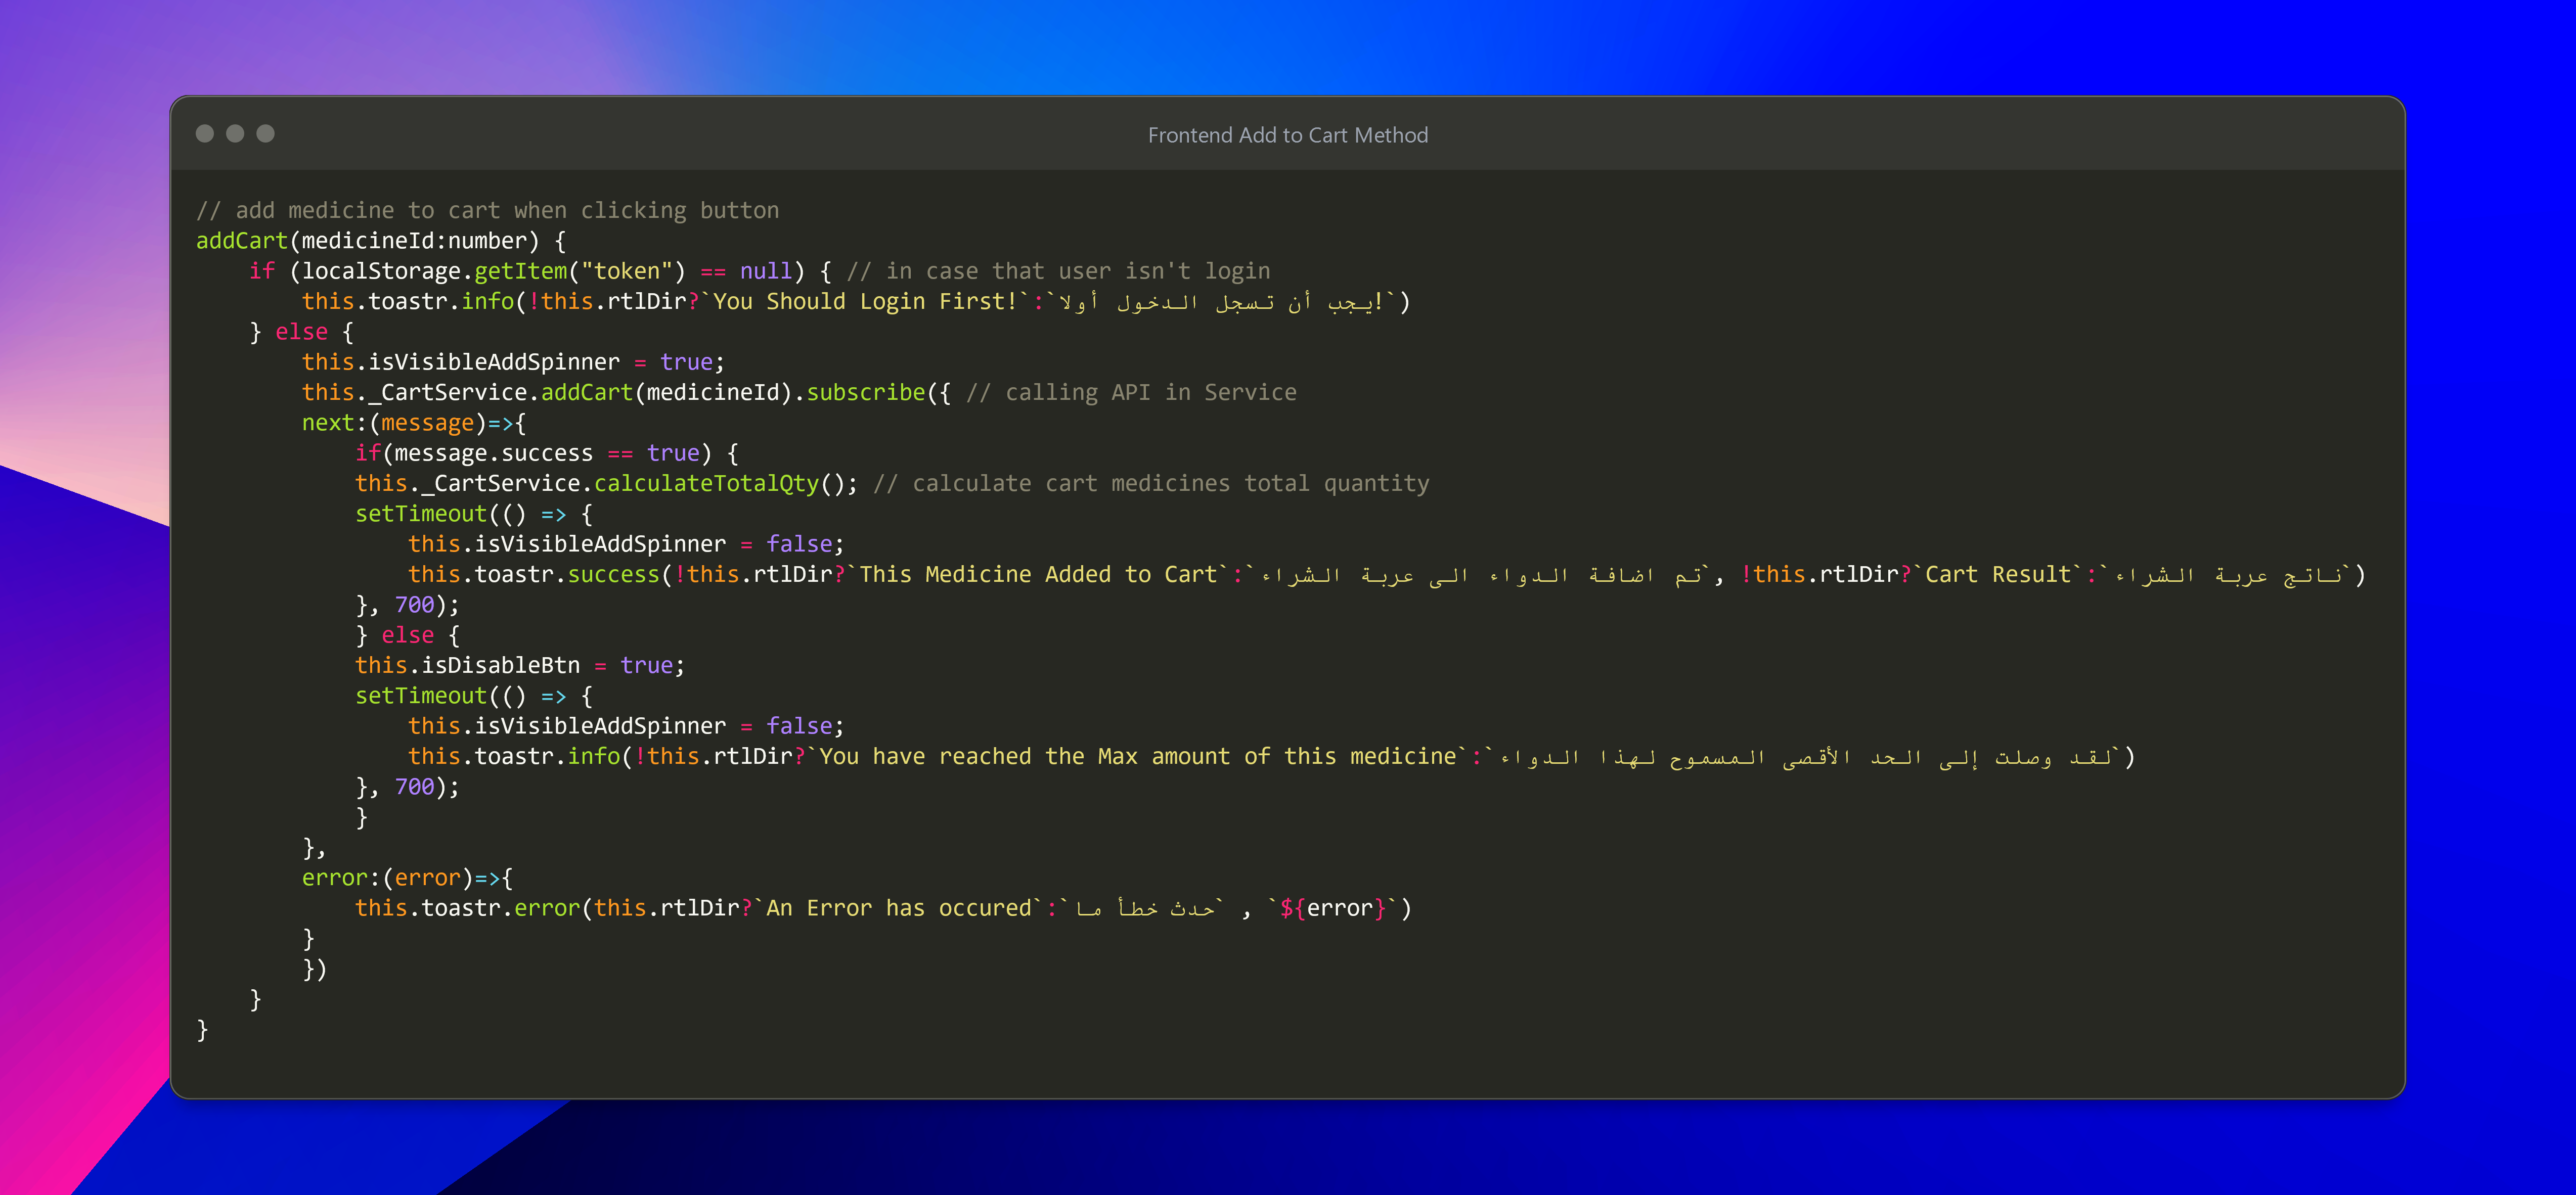 Frontend Add to Cart Method
// add medicine to cart when clicking button
addCart(medicineId:number) {
    if (localStorage.getItem("token") == null) { // in case that user isn't login
        this.toastr.info(!this.rtlDir?`You Should Login First!`:`يجب أن تسجل الدخول أولا!`)
    } else {
        this.isVisibleAddSpinner = true;
        this._CartService.addCart(medicineId).subscribe({ // calling API in Service
        next:(message)=>{
            if(message.success == true) {
            this._CartService.calculateTotalQty(); // calculate cart medicines total quantity
            setTimeout(() => {
                this.isVisibleAddSpinner = false;
                this.toastr.success(!this.rtlDir?`This Medicine Added to Cart`:`تم اضافة الدواء الى عربة الشراء`, !this.rtlDir?`Cart Result`:`ناتج عربة الشراء`)
            }, 700);
            } else {
            this.isDisableBtn = true;
            setTimeout(() => {
                this.isVisibleAddSpinner = false;
                this.toastr.info(!this.rtlDir?`You have reached the Max amount of this medicine`:`لقد وصلت إلى الحد الأقصى المسموح لهذا الدواء`)
            }, 700);
            }
        },
        error:(error)=>{
            this.toastr.error(this.rtlDir?`An Error has occured`:`حدث خطأ ما` , `${error}`)
        }
        })
    }
}